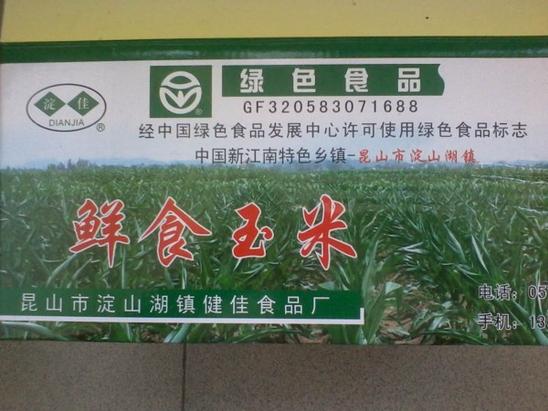 淀 佳
DIANJIA
®
绿色食品
GF320583071688
经中国绿色食品发展中心许可使用绿色食品标志
中国新江南特色乡镇-昆山市淀山湖镇
鲜食玉米
昆山市淀山湖镇健佳食品厂
电话：05
手机：13